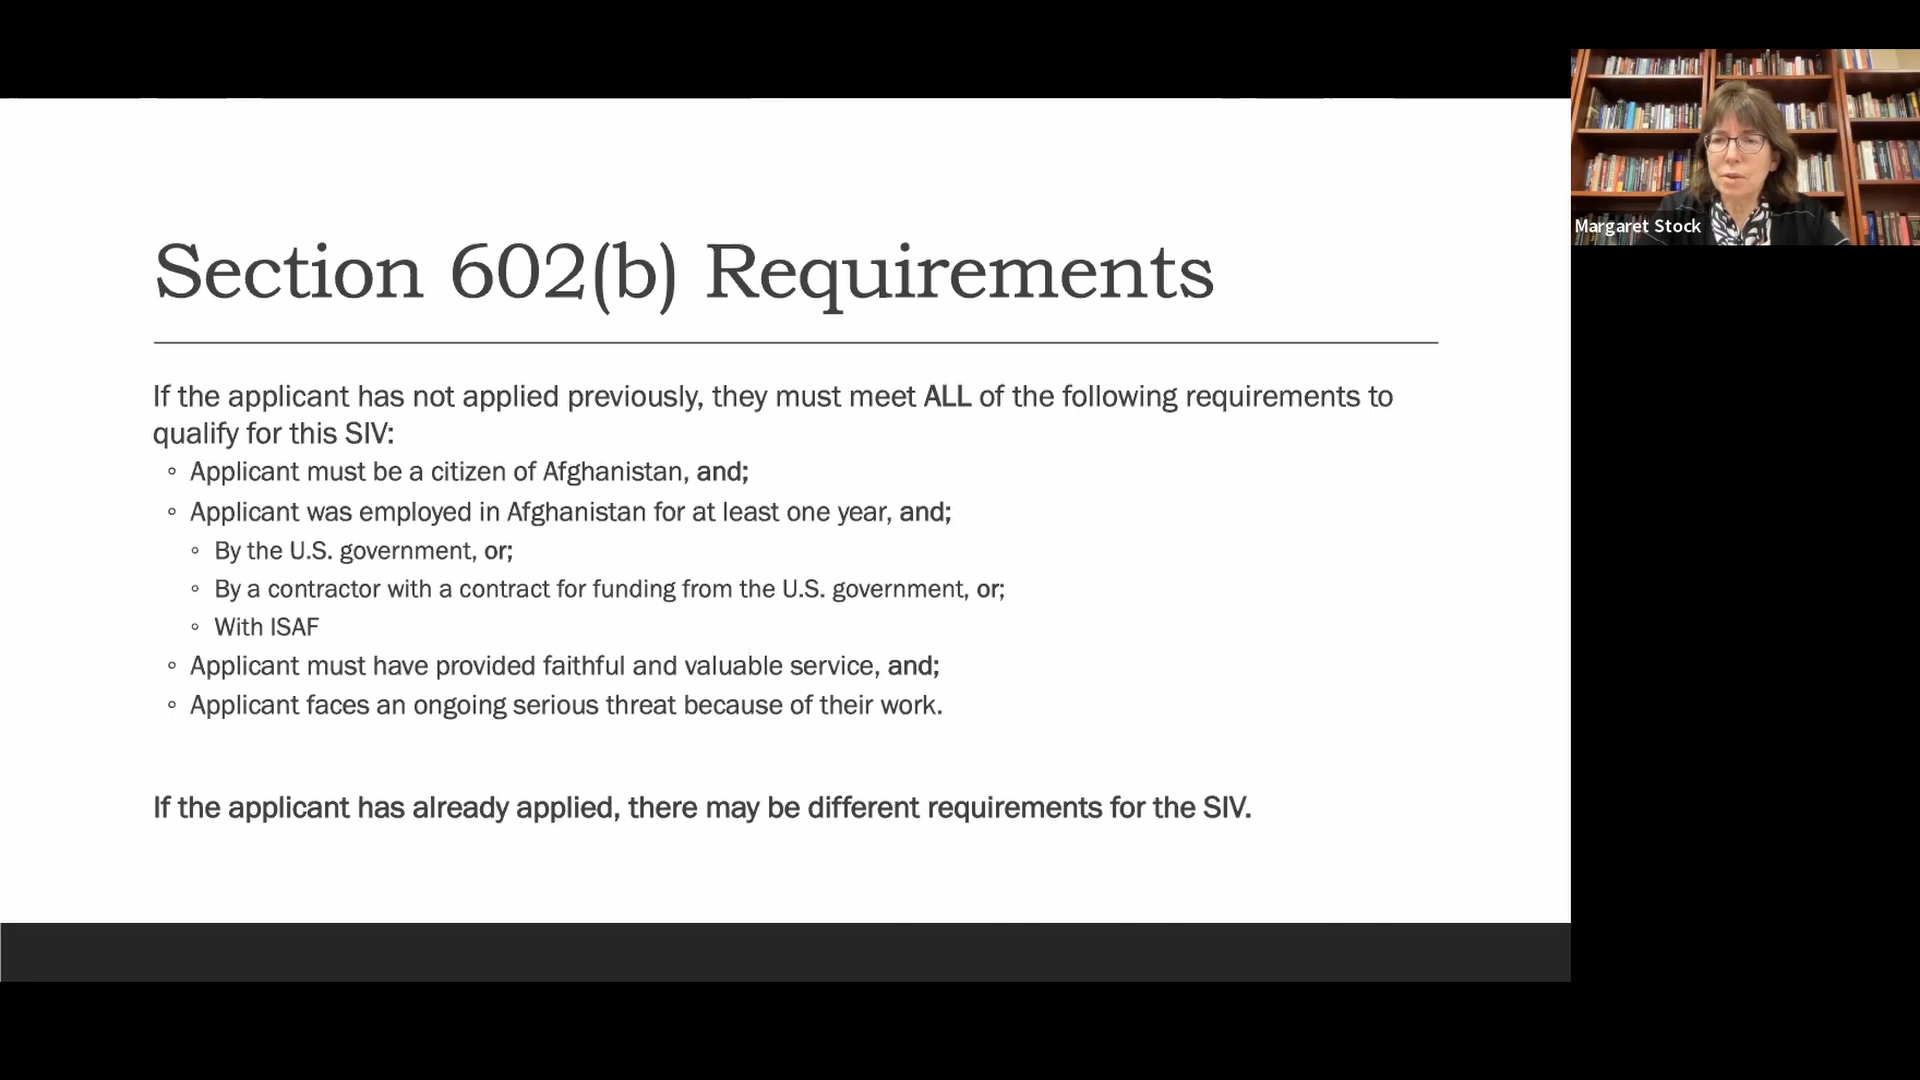 Section 602(b) Requirements
If the applicant has not applied previously, they must meet ALL of the following requirements to
qualify for this SIV:
◦ Applicant must be a citizen of Afghanistan, and;
◦ Applicant was employed in Afghanistan for at least one year, and;
◦ By the U.S. government, or;
◦ By a contractor with a contract for funding from the U.S. government, or;
◦ With ISAF
◦ Applicant must have provided faithful and valuable service, and;
◦ Applicant faces an ongoing serious threat because of their work.
If the applicant has already applied, there may be different requirements for the SIV.
Margaret Stock